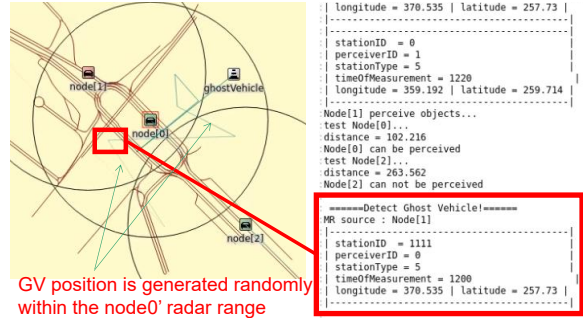 node[1]
ghostVehicle
node[0]
node[2]
GV position is generated randomly
within the node0' radar range
| longitude = 370.535 | latitude = 257.73 |
|----------------------------------------|
|----------------------------------------|
| stationID = 0
| perceiverID = 1
| stationType = 5
| timeOfMeasurement = 1220 |
| longitude = 359.192 | latitude = 259.714 |
|----------------------------------------|
Node[1] perceive objects...
test Node[0]...
distance = 102.216
Node[0] can be perceived
test Node[2]...
distance = 263.562
Node[2] can not be perceived
======Detect Ghost Vehicle!======
MR source : Node[1]
|----------------------------------------|
| stationID = 1111
| perceiverID = 0
| stationType = 5
| timeOfMeasurement = 1200 |
| longitude = 370.535 | latitude = 257.73 |
|----------------------------------------|